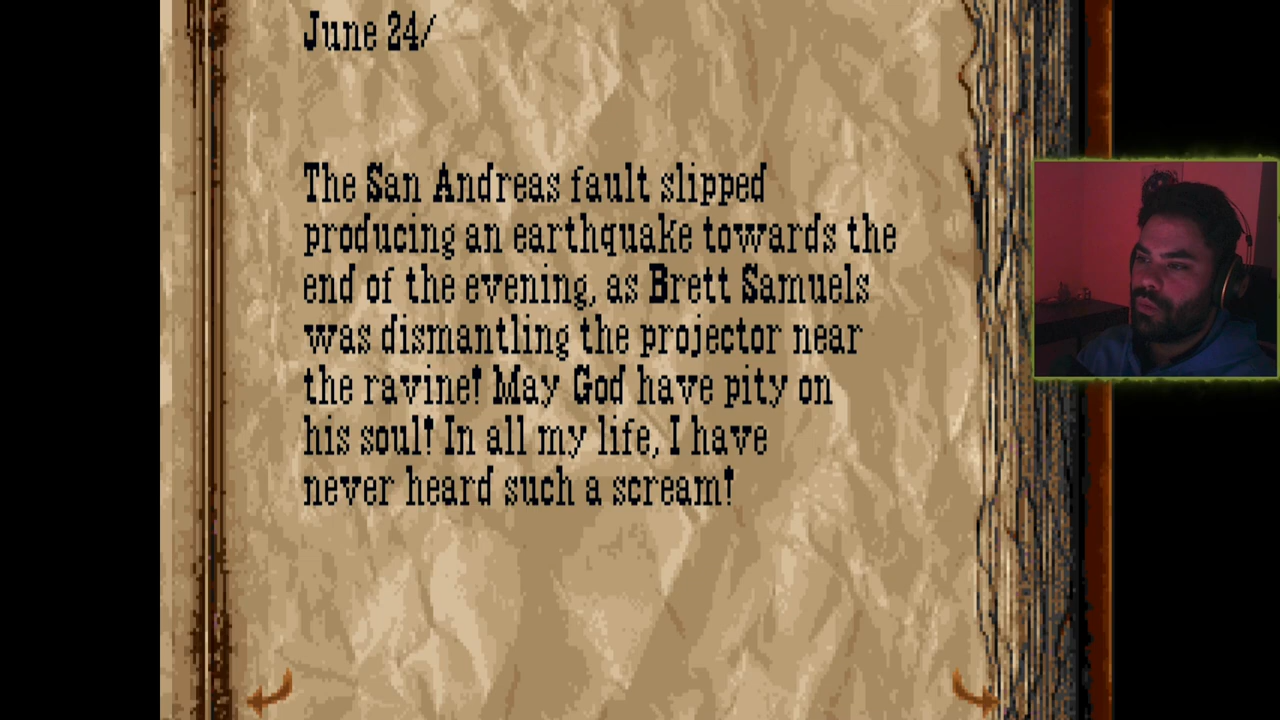 June 24/
The San Andreas fault slipped
producing an earthquake towards the
end of the evening, as Brett Samuels
was dismantling the projector near
the ravine! May God have pity on
his soul! In all my life, I have
never heard such a scream!